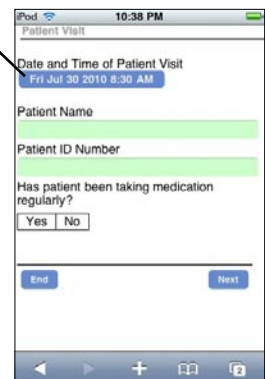 iPod 10:38 PM
Patient Visit
Date and Time of Patient Visit
Fri Jul 30 2010 8:30 AM
Patient Name
Patient ID Number
Has patient been taking medication
regularly?
Yes No
End Next
2